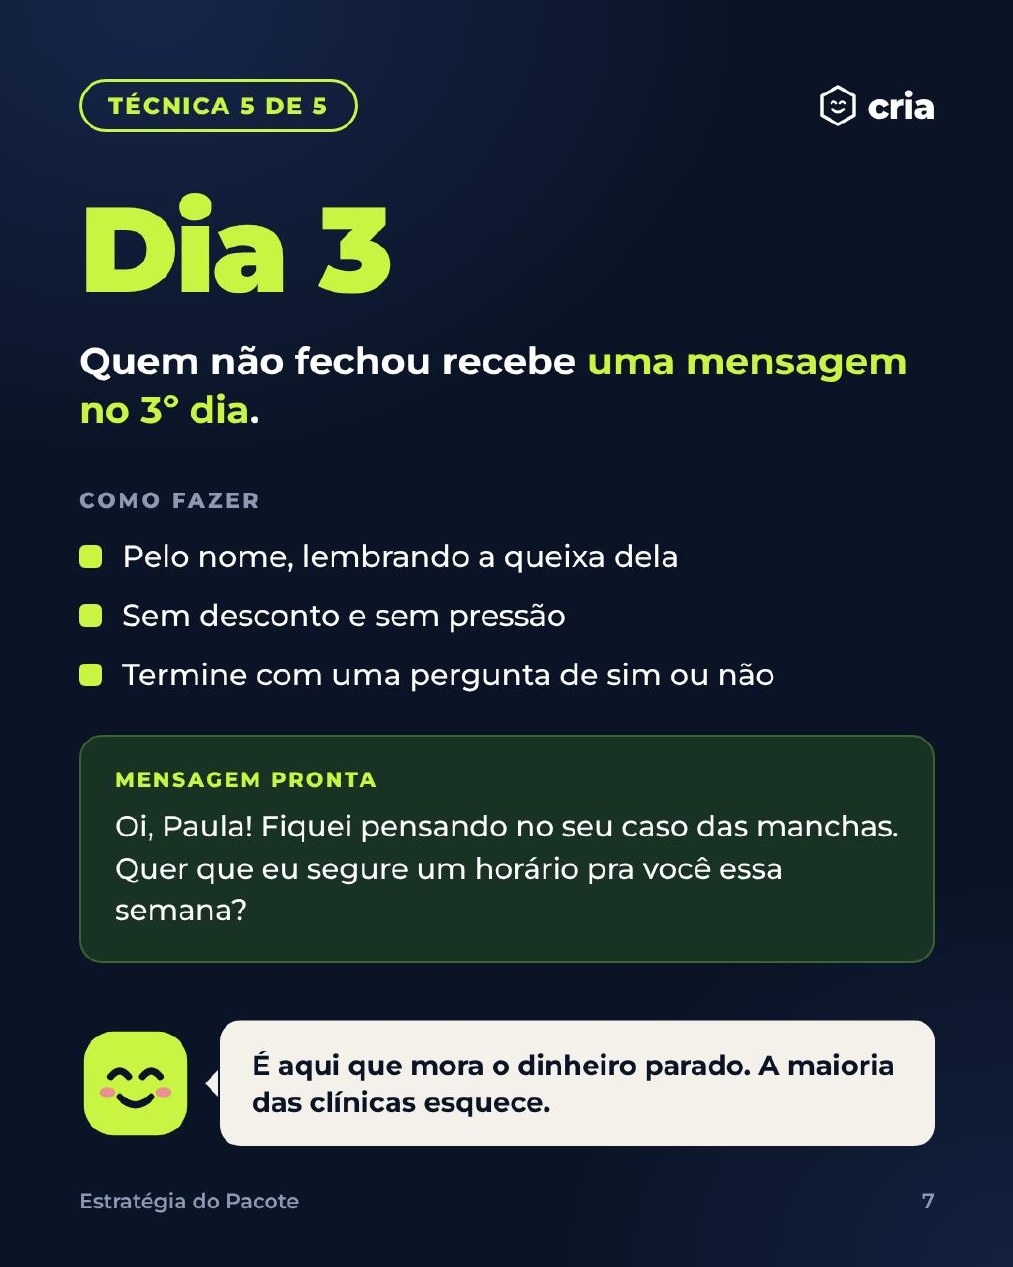 TÉCNICA 5 DE 5
cria
Dia 3
Quem não fechou recebe uma mensagem
no 3º dia.
COMO FAZER
Pelo nome, lembrando a queixa dela
Sem desconto e sem pressão
Termine com uma pergunta de sim ou não
MENSAGEM PRONTA
Oi, Paula! Fiquei pensando no seu caso das manchas.
Quer que eu segure um horário pra você essa
semana?
É aqui que mora o dinheiro parado. A maioria
das clínicas esquece.
Estratégia do Pacote
7